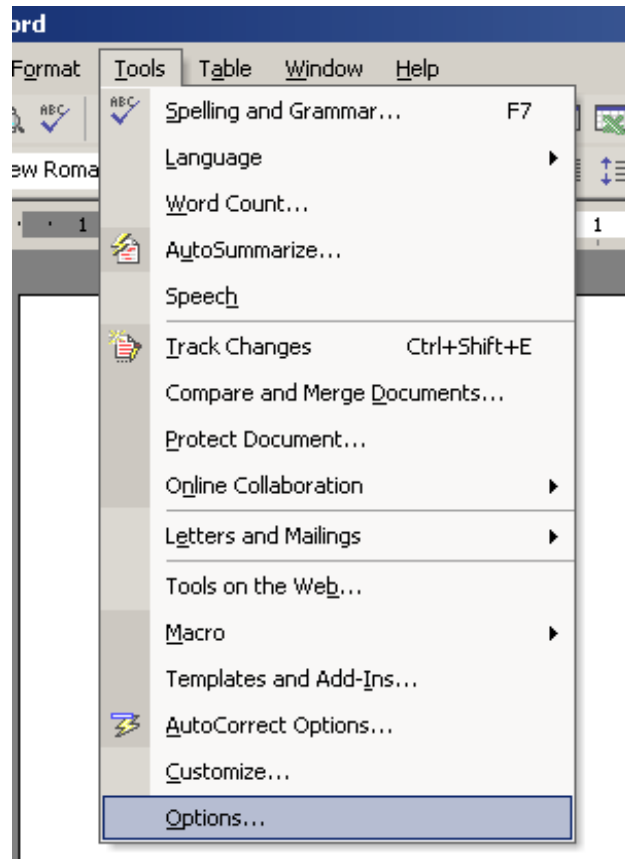 ord
Format Tools Table Window Help
ABC ABC Spelling and Grammar... F7
ew Roma Language
Word Count...
1 1
AutoSummarize...
Speech
Track Changes Ctrl+Shift+E
Compare and Merge Documents...
Protect Document...
Online Collaboration
Letters and Mailings
Tools on the Web...
Macro
Templates and Add-Ins...
AutoCorrect Options...
Customize...
Options...